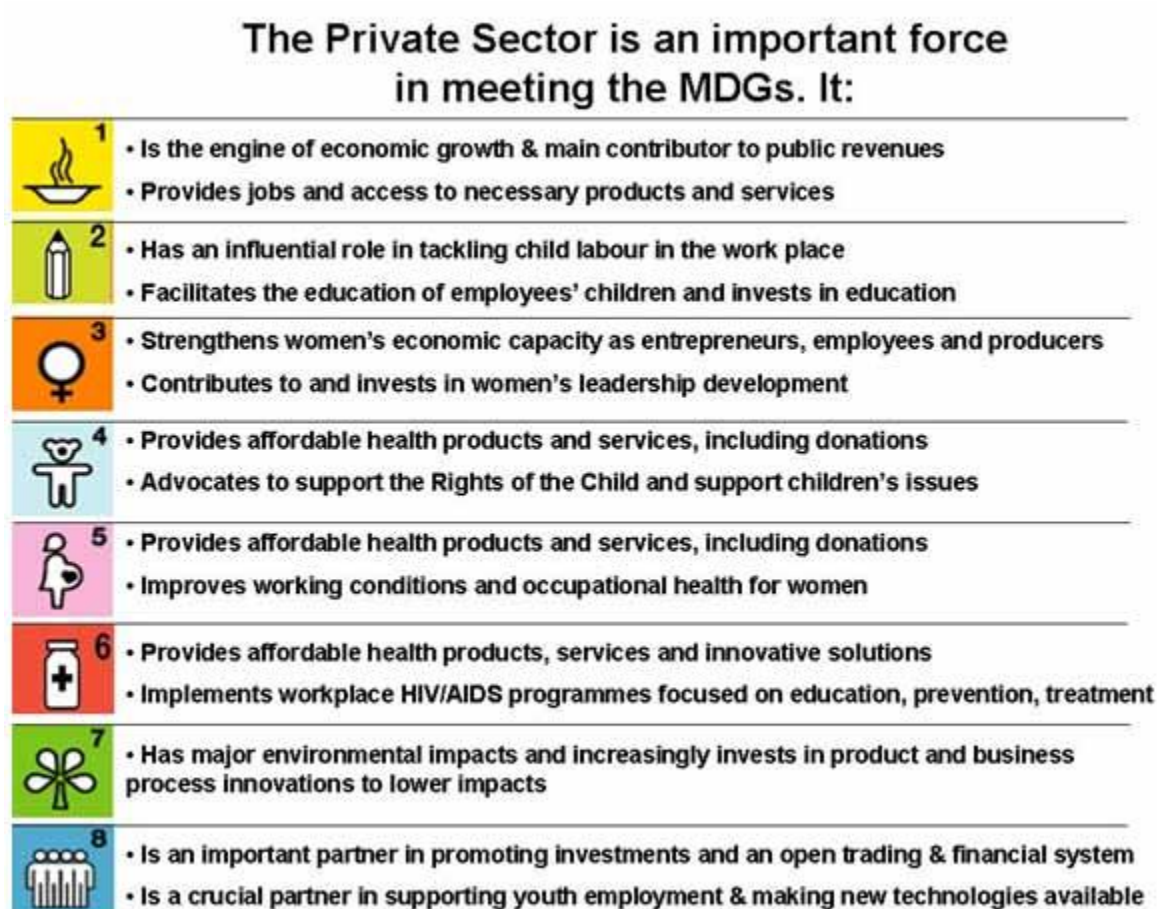 The Private Sector is an important force
in meeting the MDGs. It:
1
• Is the engine of economic growth & main contributor to public revenues
• Provides jobs and access to necessary products and services
2
• Has an influential role in tackling child labour in the work place
• Facilitates the education of employees' children and invests in education
3
• Strengthens women's economic capacity as entrepreneurs, employees and producers
• Contributes to and invests in women's leadership development
4
• Provides affordable health products and services, including donations
• Advocates to support the Rights of the Child and support children's issues
5
• Provides affordable health products and services, including donations
• Improves working conditions and occupational health for women
6
• Provides affordable health products, services and innovative solutions
• Implements workplace HIV/AIDS programmes focused on education, prevention, treatment
7
• Has major environmental impacts and increasingly invests in product and business
process innovations to lower impacts
8
• Is an important partner in promoting investments and an open trading & financial system
• Is a crucial partner in supporting youth employment & making new technologies available